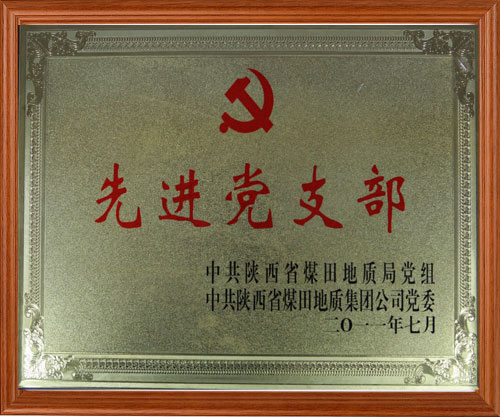 先进党支部
中共陕西省煤田地质局党组
中共陕西省煤田地质集团公司党委
二〇一一年七月